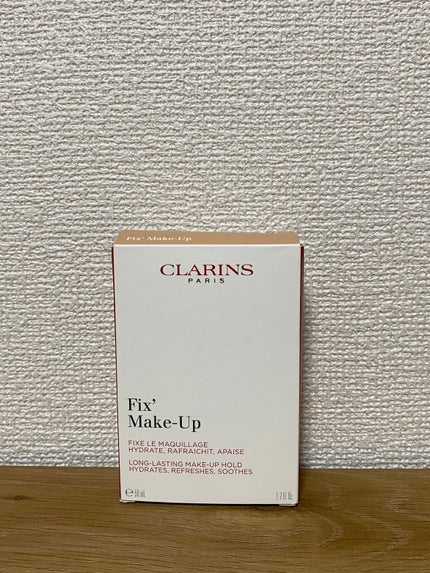 Fix' Make-Up
CLARINS
PARIS
Fix'
Make-Up
FIXE LE MAQUILLAGE
HYDRATE, RAFRAICHIT, APAISE
LONG-LASTING MAKE-UP HOLD
HYDRATES, REFRESHES, SOOTHES
℮50 mL 1.7 fl. Oz.